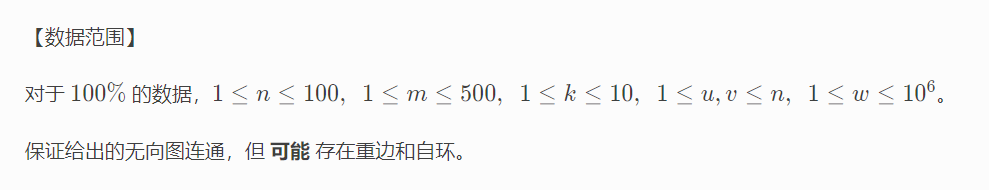 【数据范围】
对于 100% 的数据，1 ≤ n ≤ 100, 1 ≤ m ≤ 500, 1 ≤ k ≤ 10, 1 ≤ u, v ≤ n, 1 ≤ w ≤ 10⁶。
保证给出的无向图连通，但 可能 存在重边和自环。